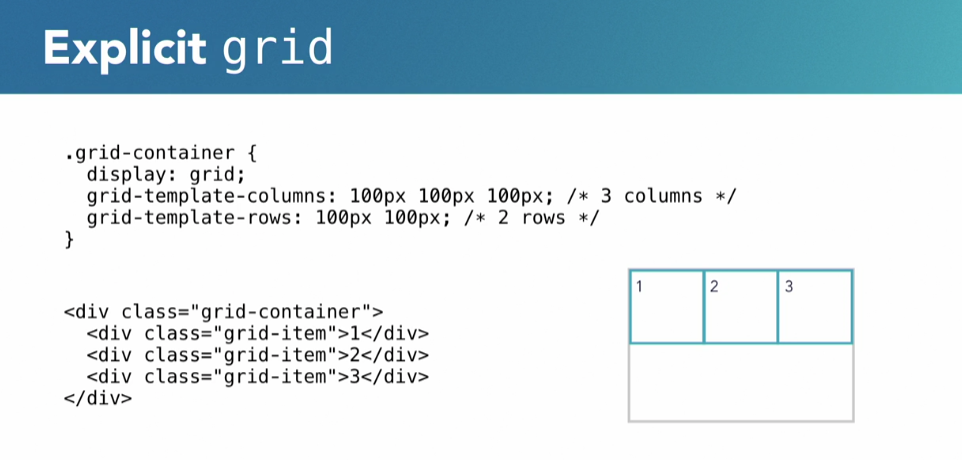 Explicit grid
.grid-container {
  display: grid;
  grid-template-columns: 100px 100px 100px; /* 3 columns */
  grid-template-rows: 100px 100px; /* 2 rows */
}
<div class="grid-container">
  <div class="grid-item">1</div>
  <div class="grid-item">2</div>
  <div class="grid-item">3</div>
</div>
1 2 3